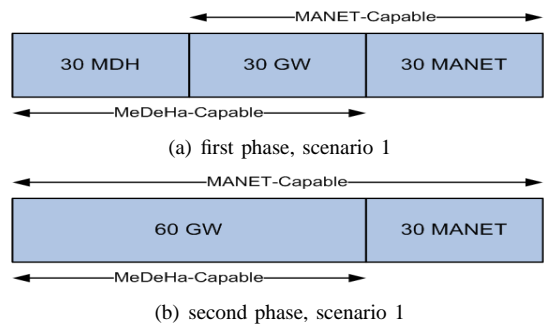 MANET-Capable
30 MDH 30 GW 30 MANET
MeDeHa-Capable
(a) first phase, scenario 1
MANET-Capable
60 GW 30 MANET
MeDeHa-Capable
(b) second phase, scenario 1